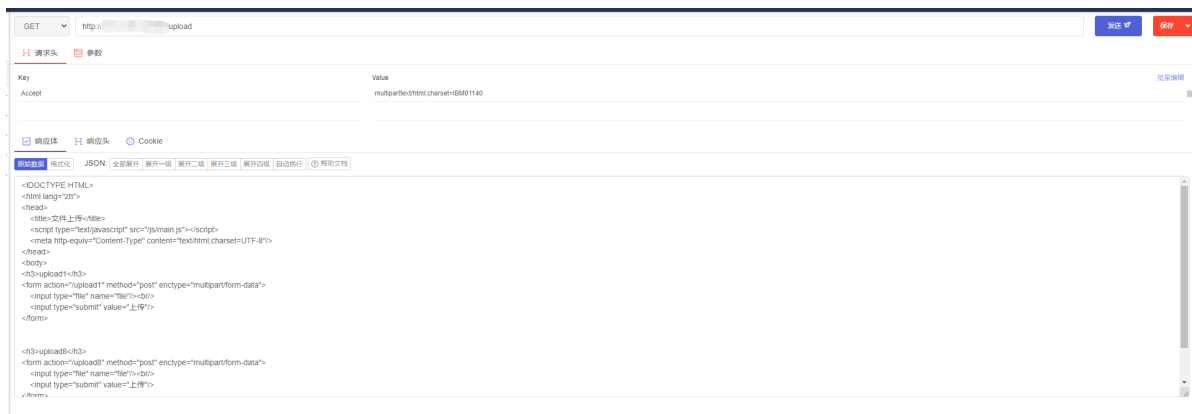 GET http:// upload 发送 保存
请求头 参数
Key Value 批量编辑
Accept multiparttext/html;charset=IBM01140
响应体 响应头 Cookie
原始数据 格式化 JSON: 全部展开 展开一级 展开二级 展开三级 展开四级 自动换行 帮助文档
<!DOCTYPE HTML>
<html lang="zh">
<head>
<title>文件上传</title>
<script type="text/javascript" src="/js/main.js"></script>
<meta http-equiv="Content-Type" content="text/html;charset=UTF-8"/>
</head>
<body>
<h3>upload1</h3>
<form action="/upload1" method="post" enctype="multipart/form-data">
<input type="file" name="file"/><br/>
<input type="submit" value="上传"/>
</form>
<h3>upload8</h3>
<form action="/upload8" method="post" enctype="multipart/form-data">
<input type="file" name="file"/><br/>
<input type="submit" value="上传"/>
</form>